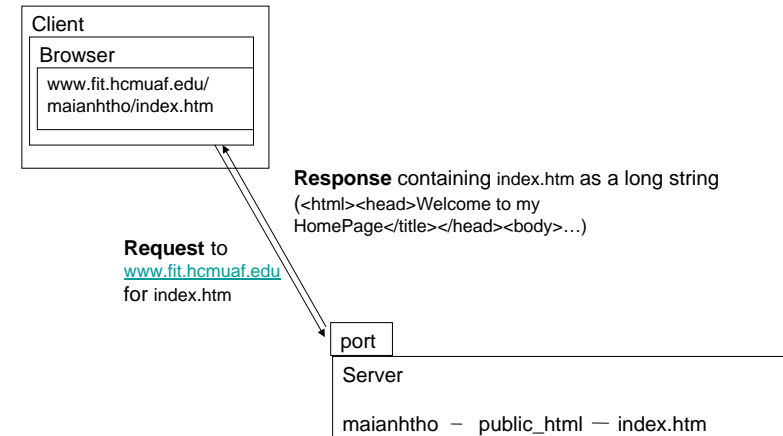 Client
Browser
www.fit.hcmuaf.edu/
maianhtho/index.htm
Response containing index.htm as a long string
(<html><head>Welcome to my
HomePage</title></head><body>…)
Request to
www.fit.hcmuaf.edu
for index.htm
port
Server
maianhtho – public_html — index.htm